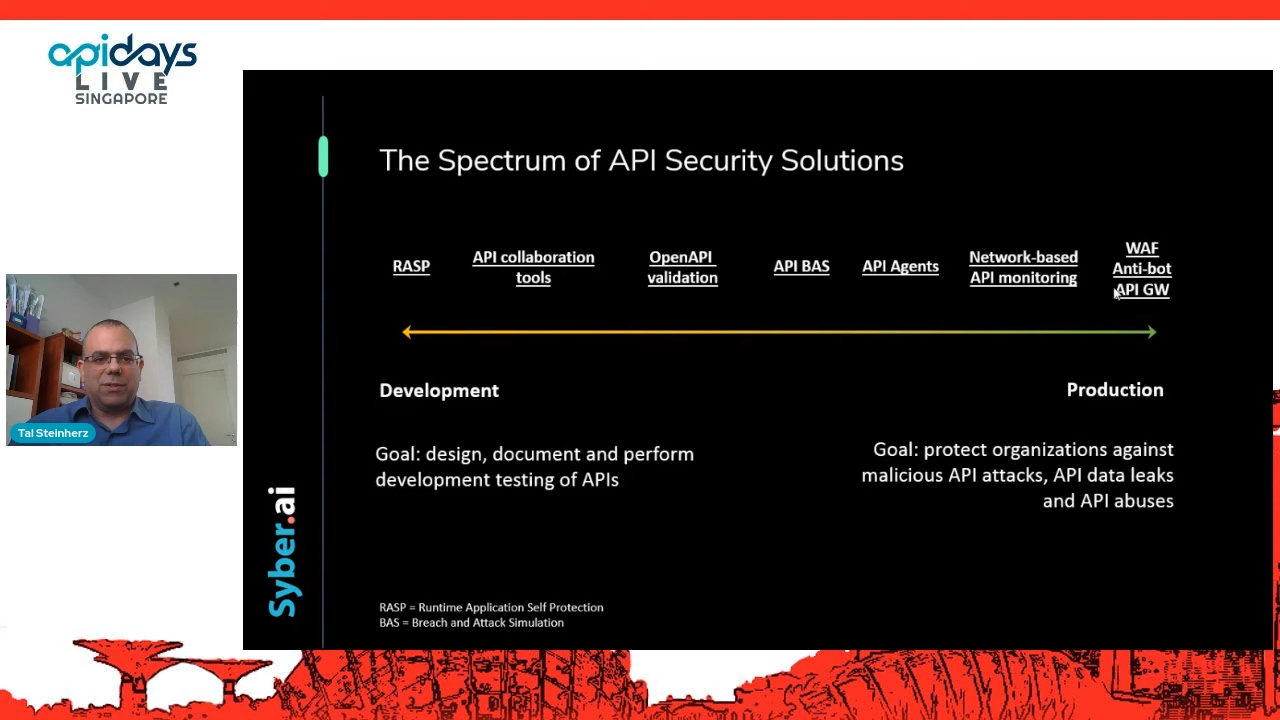 apidays
LIVE
SINGAPORE
The Spectrum of API Security Solutions
RASP
API collaboration
tools
OpenAPI
validation
API BAS
API Agents
Network-based
API monitoring
WAF
Anti-bot
API GW
Development
Production
Goal: design, document and perform
development testing of APIs
Goal: protect organizations against
malicious API attacks, API data leaks
and API abuses
Tal Steinherz
Syber.ai
RASP = Runtime Application Self Protection
BAS = Breach and Attack Simulation